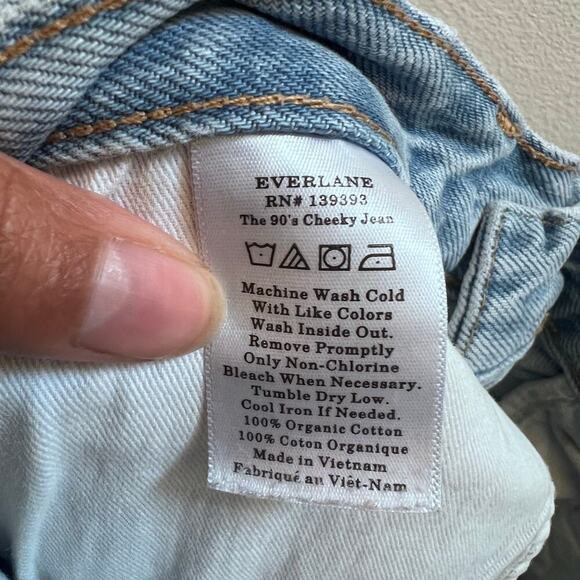 EVERLANE
RN# 139393
The 90's Cheeky Jean
Machine Wash Cold
With Like Colors
Wash Inside Out.
Remove Promptly
Only Non-Chlorine
Bleach When Necessary.
Tumble Dry Low.
Cool Iron If Needed.
100% Organic Cotton
100% Coton Organique
Made in Vietnam
Fabriqué au Viêt-Nam